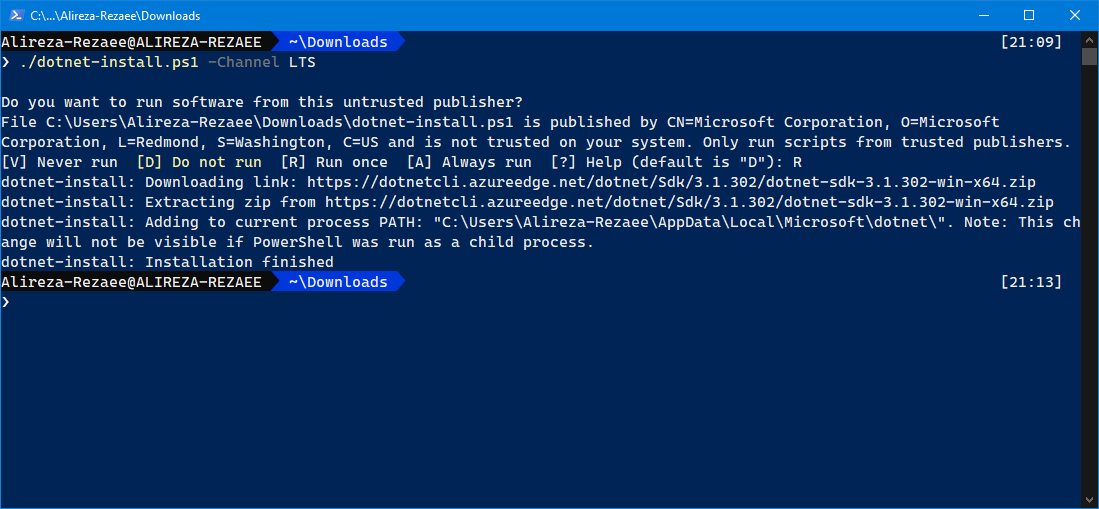 C:\...\Alireza-Rezaee\Downloads
Alireza-Rezaee@ALIREZA-REZAEE ~\Downloads [21:09]
❯ ./dotnet-install.ps1 -Channel LTS
Do you want to run software from this untrusted publisher?
File C:\Users\Alireza-Rezaee\Downloads\dotnet-install.ps1 is published by CN=Microsoft Corporation, O=Microsoft
Corporation, L=Redmond, S=Washington, C=US and is not trusted on your system. Only run scripts from trusted publishers.
[V] Never run  [D] Do not run  [R] Run once  [A] Always run  [?] Help (default is "D"): R
dotnet-install: Downloading link: https://dotnetcli.azureedge.net/dotnet/Sdk/3.1.302/dotnet-sdk-3.1.302-win-x64.zip
dotnet-install: Extracting zip from https://dotnetcli.azureedge.net/dotnet/Sdk/3.1.302/dotnet-sdk-3.1.302-win-x64.zip
dotnet-install: Adding to current process PATH: "C:\Users\Alireza-Rezaee\AppData\Local\Microsoft\dotnet\". Note: This ch
ange will not be visible if PowerShell was run as a child process.
dotnet-install: Installation finished
Alireza-Rezaee@ALIREZA-REZAEE ~\Downloads [21:13]
❯